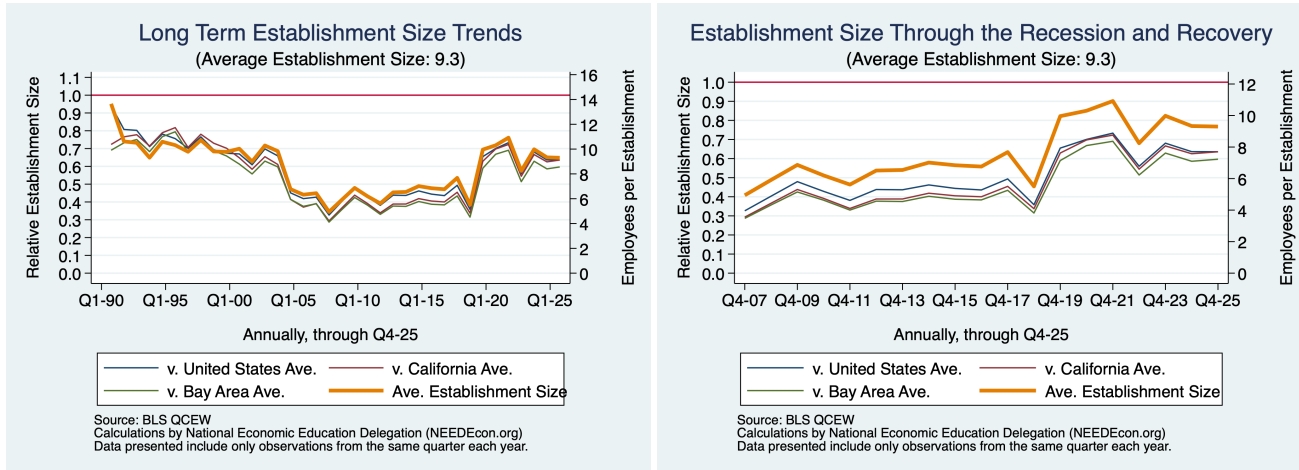 Long Term Establishment Size Trends
(Average Establishment Size: 9.3)
Relative Establishment Size
1.1
1.0
0.9
0.8
0.7
0.6
0.5
0.4
0.3
0.2
0.1
0.0
16
14
12
10
8
6
4
2
0
Employees per Establishment
Q1-90 Q1-95 Q1-00 Q1-05 Q1-10 Q1-15 Q1-20 Q1-25
Annually, through Q4-25
v. United States Ave. v. California Ave.
v. Bay Area Ave. Ave. Establishment Size
Source: BLS QCEW
Calculations by National Economic Education Delegation (NEEDEcon.org)
Data presented include only observations from the same quarter each year.
Establishment Size Through the Recession and Recovery
(Average Establishment Size: 9.3)
Relative Establishment Size
1.0
0.9
0.8
0.7
0.6
0.5
0.4
0.3
0.2
0.1
0.0
12
10
8
6
4
2
0
Employees per Establishment
Q4-07 Q4-09 Q4-11 Q4-13 Q4-15 Q4-17 Q4-19 Q4-21 Q4-23 Q4-25
Annually, through Q4-25
v. United States Ave. v. California Ave.
v. Bay Area Ave. Ave. Establishment Size
Source: BLS QCEW
Calculations by National Economic Education Delegation (NEEDEcon.org)
Data presented include only observations from the same quarter each year.